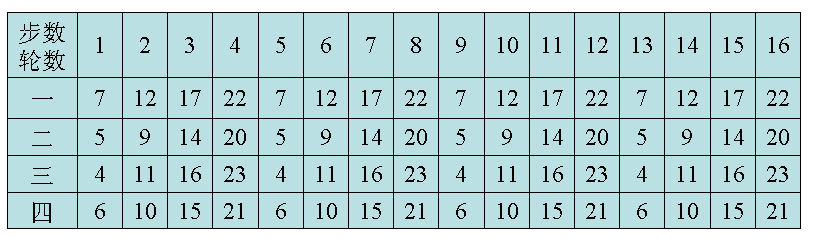 步数
轮数 1 2 3 4 5 6 7 8 9 10 11 12 13 14 15 16
一 7 12 17 22 7 12 17 22 7 12 17 22 7 12 17 22
二 5 9 14 20 5 9 14 20 5 9 14 20 5 9 14 20
三 4 11 16 23 4 11 16 23 4 11 16 23 4 11 16 23
四 6 10 15 21 6 10 15 21 6 10 15 21 6 10 15 21